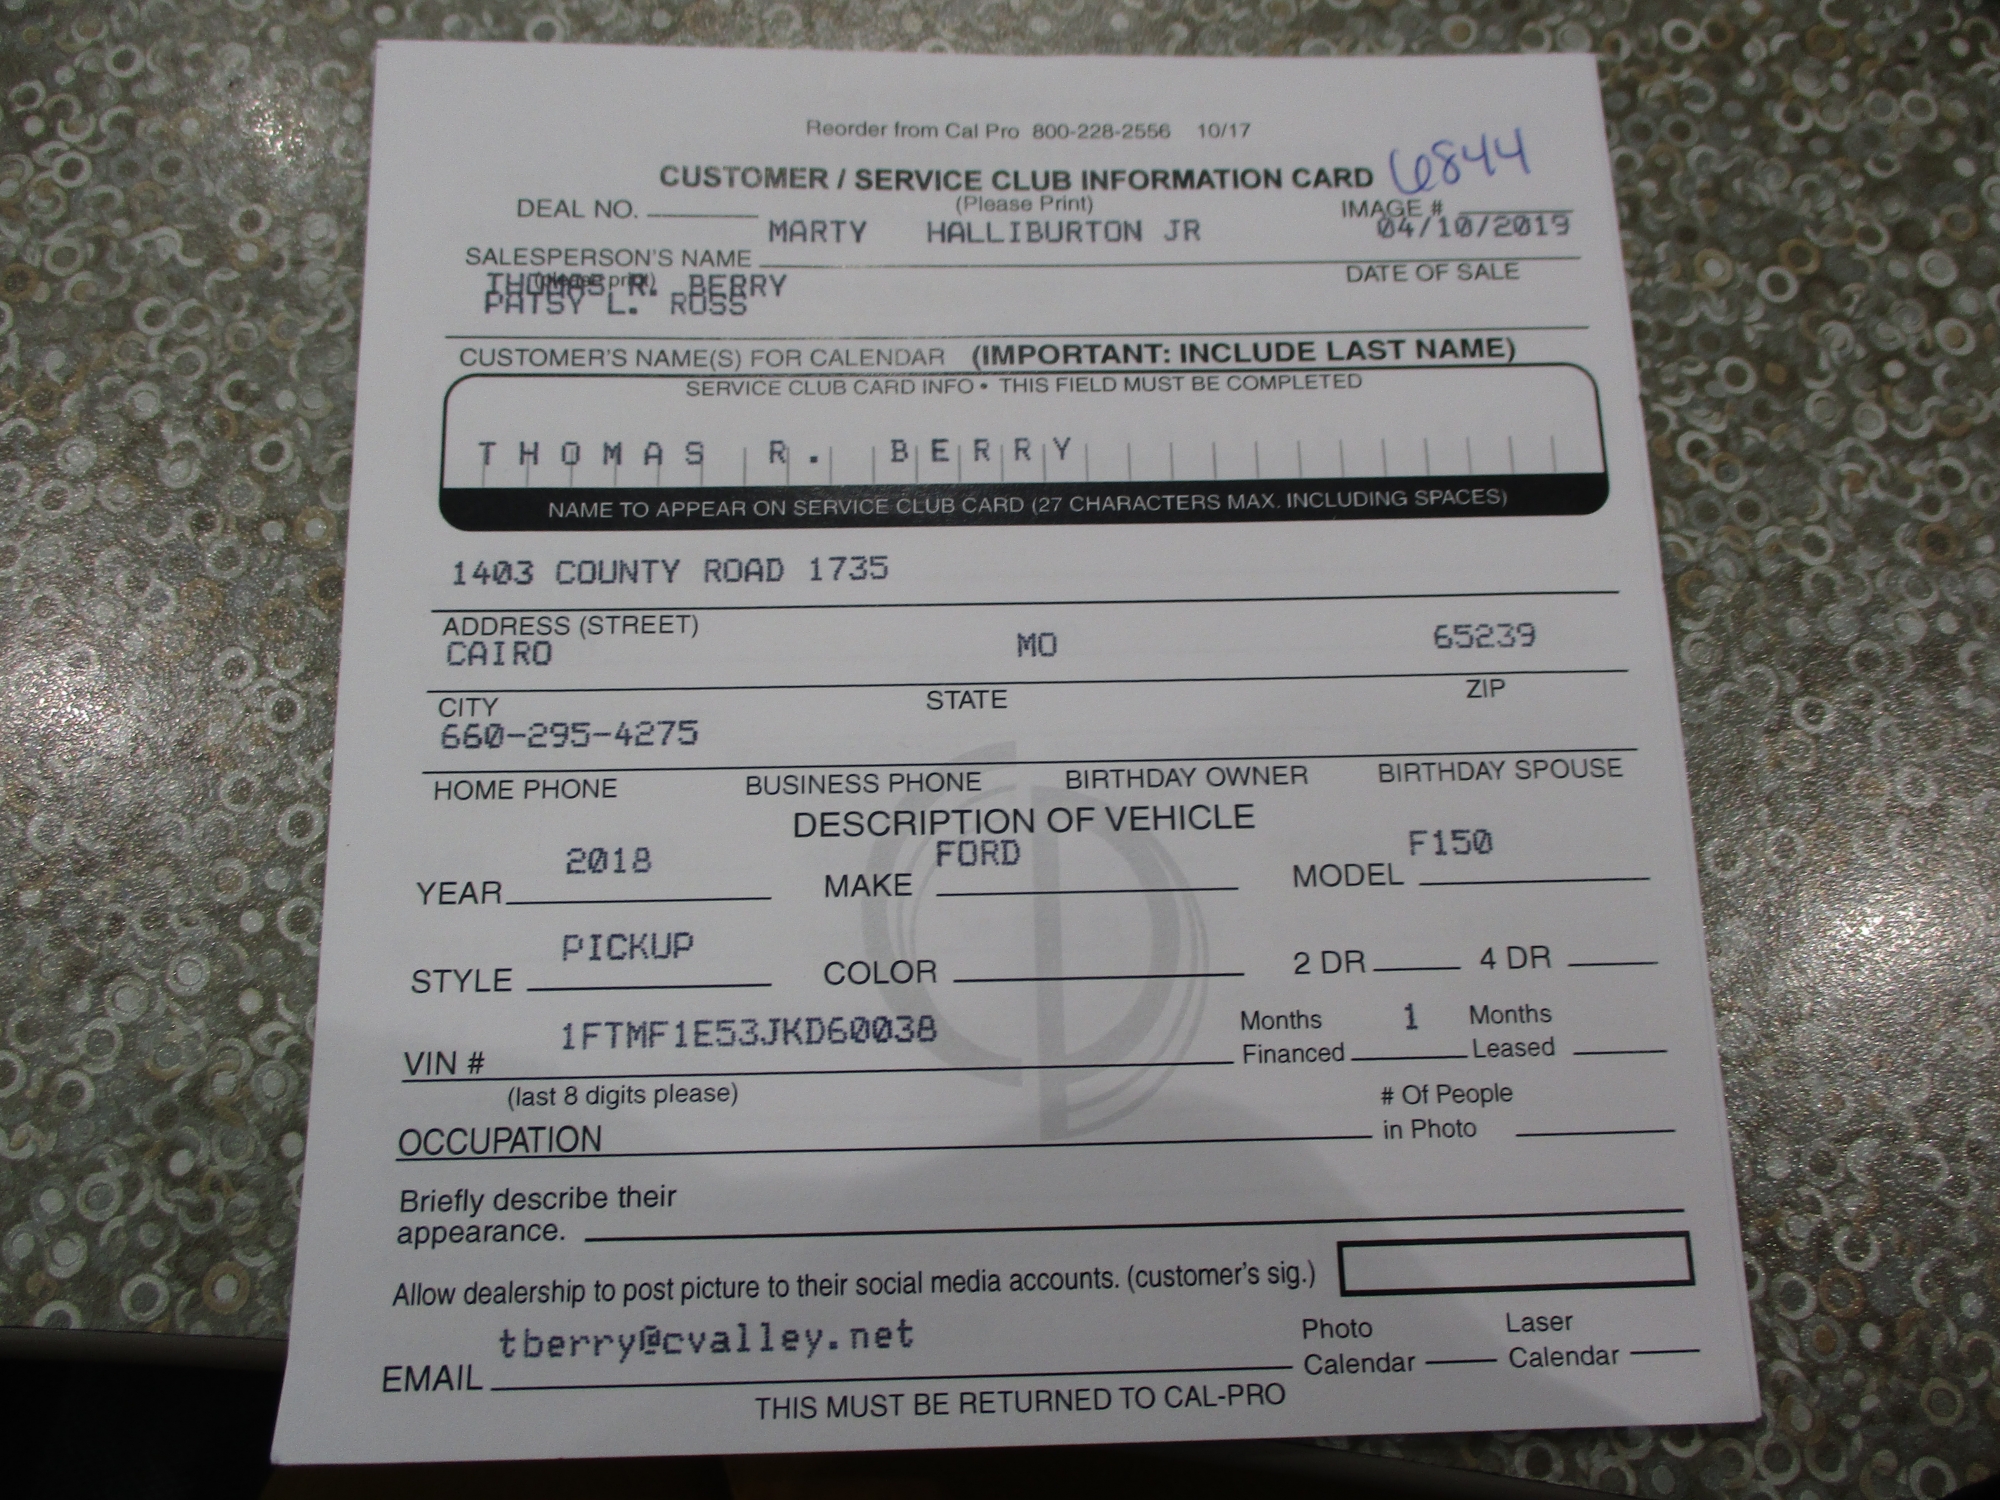 Reorder from Cal Pro 800-228-2556 10/17
CUSTOMER / SERVICE CLUB INFORMATION CARD 6844
(Please Print)
DEAL NO. IMAGE #
MARTY HALLIBURTON JR 04/10/2019
SALESPERSON'S NAME
(please print) DATE OF SALE
THOMAS R. BERRY
PATSY L. ROSS
CUSTOMER'S NAME(S) FOR CALENDAR (IMPORTANT: INCLUDE LAST NAME)
SERVICE CLUB CARD INFO • THIS FIELD MUST BE COMPLETED
THOMAS R. BERRY
NAME TO APPEAR ON SERVICE CLUB CARD (27 CHARACTERS MAX. INCLUDING SPACES)
1403 COUNTY ROAD 1735
ADDRESS (STREET)
CAIRO MO 65239
CITY STATE ZIP
660-295-4275
HOME PHONE BUSINESS PHONE BIRTHDAY OWNER BIRTHDAY SPOUSE
DESCRIPTION OF VEHICLE
2018 FORD F150
YEAR MAKE MODEL
PICKUP
STYLE COLOR 2 DR 4 DR
1FTMF1E53JKD60038 Months 1 Months
VIN # Financed Leased
(last 8 digits please) # Of People
OCCUPATION in Photo
Briefly describe their
appearance.
Allow dealership to post picture to their social media accounts. (customer's sig.)
tberry@cvalley.net Photo Laser
EMAIL Calendar Calendar
THIS MUST BE RETURNED TO CAL-PRO